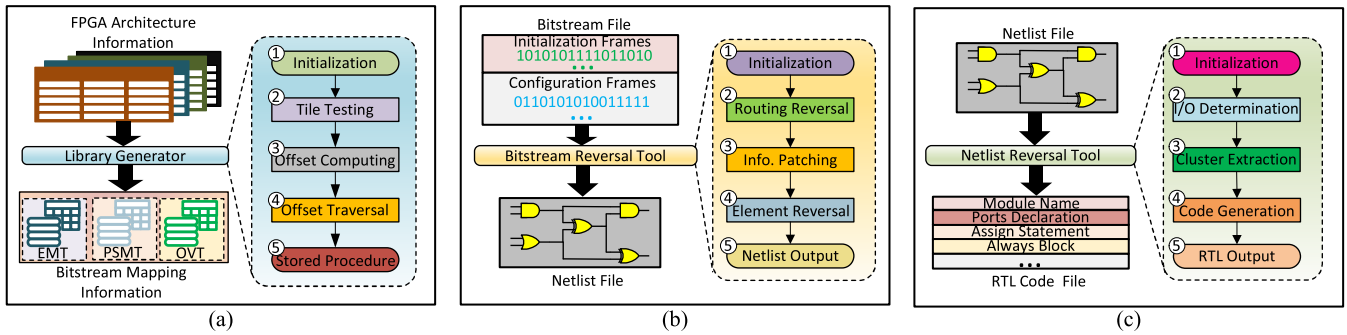 FPGA Architecture
Information
Library Generator
EMT
PSMT
OVT
Bitstream Mapping
Information
1
Initialization
2
Tile Testing
3
Offset Computing
4
Offset Traversal
5
Stored Procedure
(a)
Bitstream File
Initialization Frames
1010101111011010
...
Configuration Frames
0110101010011111
...
Bitstream Reversal Tool
Netlist File
1
Initialization
2
Routing Reversal
3
Info. Patching
4
Element Reversal
5
Netlist Output
(b)
Netlist File
Netlist Reversal Tool
Module Name
Ports Declaration
Assign Statement
Always Block
...
RTL Code File
1
Initialization
2
I/O Determination
3
Cluster Extraction
4
Code Generation
5
RTL Output
(c)